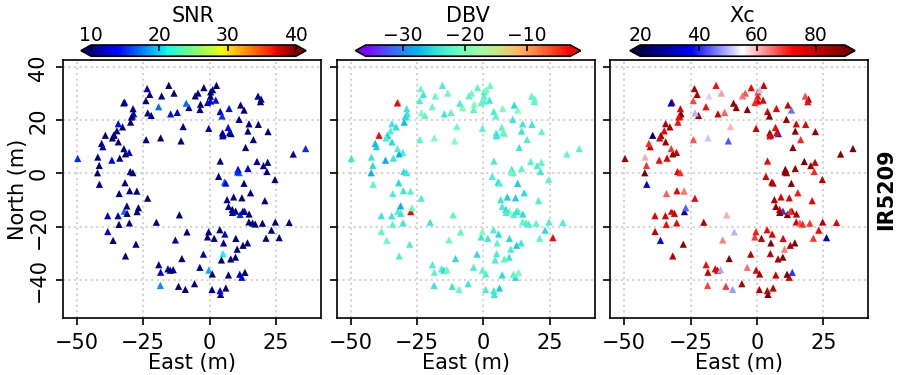 SNR DBV Xc
10 20 30 40 −30 −20 −10 20 40 60 80
40
20
0
−20
−40
North (m)
IR5209
−50 −25 0 25 −50 −25 0 25 −50 −25 0 25
East (m) East (m) East (m)